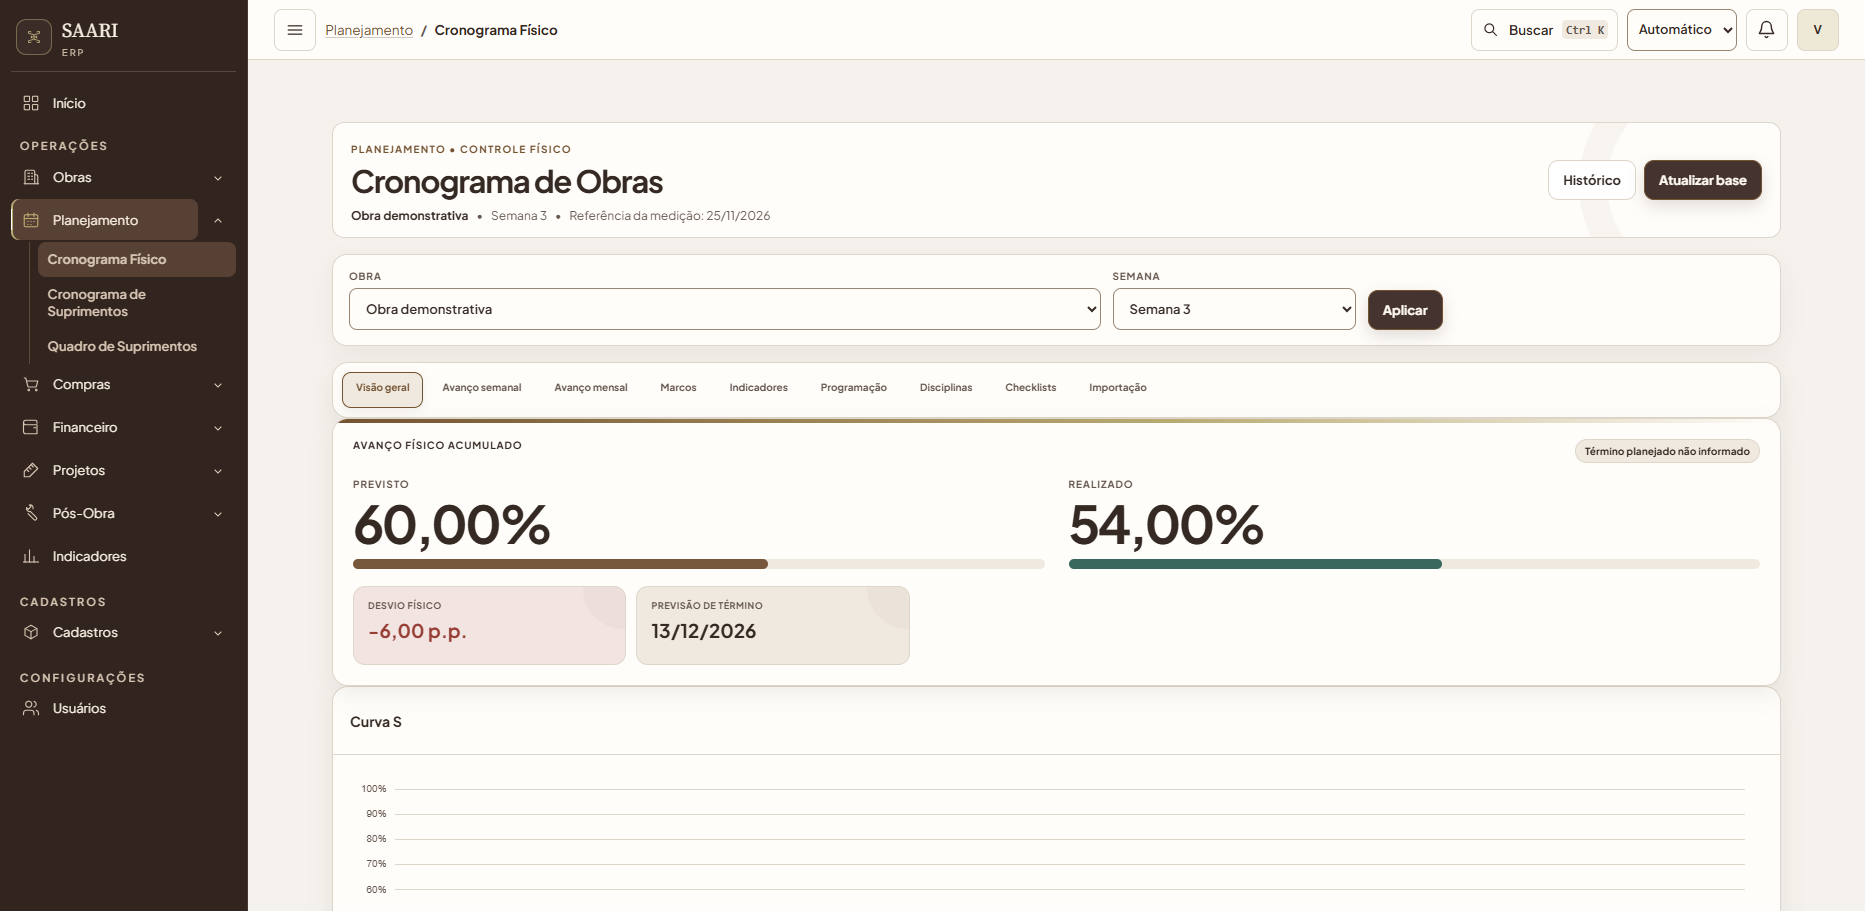 SAARI
ERP
Início
OPERAÇÕES
Obras
Planejamento
Cronograma Físico
Cronograma de
Suprimentos
Quadro de Suprimentos
Compras
Financeiro
Projetos
Pós-Obra
Indicadores
CADASTROS
Cadastros
CONFIGURAÇÕES
Usuários
Planejamento / Cronograma Físico
Buscar Ctrl K
Automático
V
PLANEJAMENTO • CONTROLE FÍSICO
Cronograma de Obras
Obra demonstrativa • Semana 3 • Referência da medição: 25/11/2026
Histórico
Atualizar base
OBRA
Obra demonstrativa
SEMANA
Semana 3
Aplicar
Visão geral Avanço semanal Avanço mensal Marcos Indicadores Programação Disciplinas Checklists Importação
AVANÇO FÍSICO ACUMULADO
Término planejado não informado
PREVISTO
60,00%
REALIZADO
54,00%
DESVIO FÍSICO
-6,00 p.p.
PREVISÃO DE TÉRMINO
13/12/2026
Curva S
100%
90%
80%
70%
60%